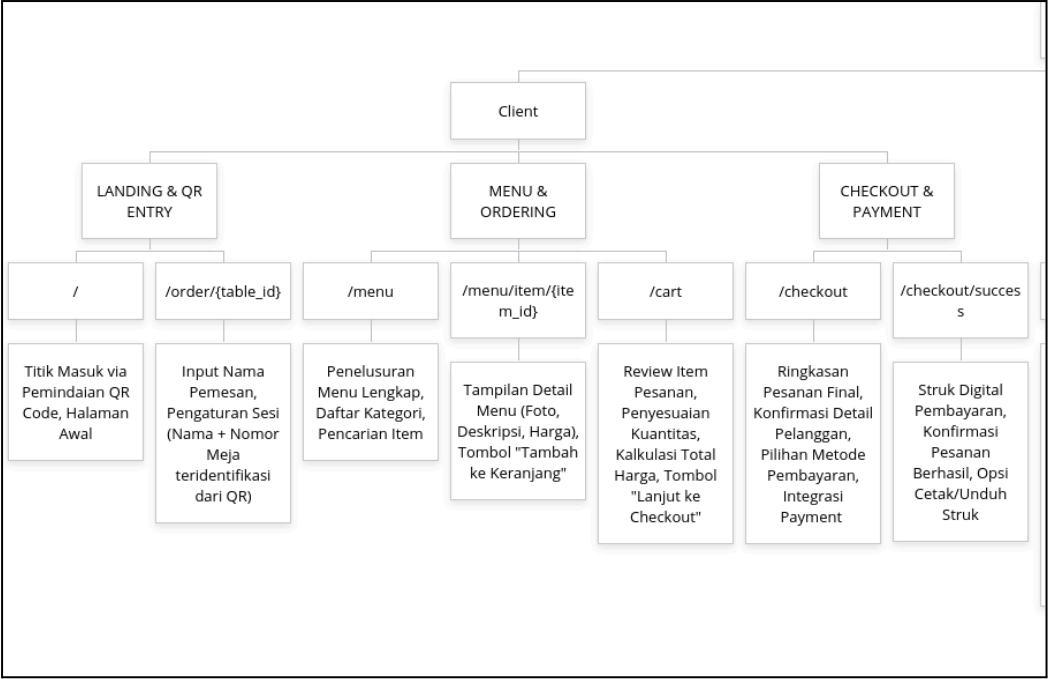 Client
LANDING & QR
ENTRY
MENU &
ORDERING
CHECKOUT &
PAYMENT
/
/order/{table_id}
/menu
/menu/item/{ite
m_id}
/cart
/checkout
/checkout/succes
s
Titik Masuk via
Pemindaian QR
Code, Halaman
Awal
Input Nama
Pemesan,
Pengaturan Sesi
(Nama + Nomor
Meja
teridentifikasi
dari QR)
Penelusuran
Menu Lengkap,
Daftar Kategori,
Pencarian Item
Tampilan Detail
Menu (Foto,
Deskripsi, Harga),
Tombol "Tambah
ke Keranjang"
Review Item
Pesanan,
Penyesuaian
Kuantitas,
Kalkulasi Total
Harga, Tombol
"Lanjut ke
Checkout"
Ringkasan
Pesanan Final,
Konfirmasi Detail
Pelanggan,
Pilihan Metode
Pembayaran,
Integrasi
Payment
Struk Digital
Pembayaran,
Konfirmasi
Pesanan
Berhasil, Opsi
Cetak/Unduh
Struk